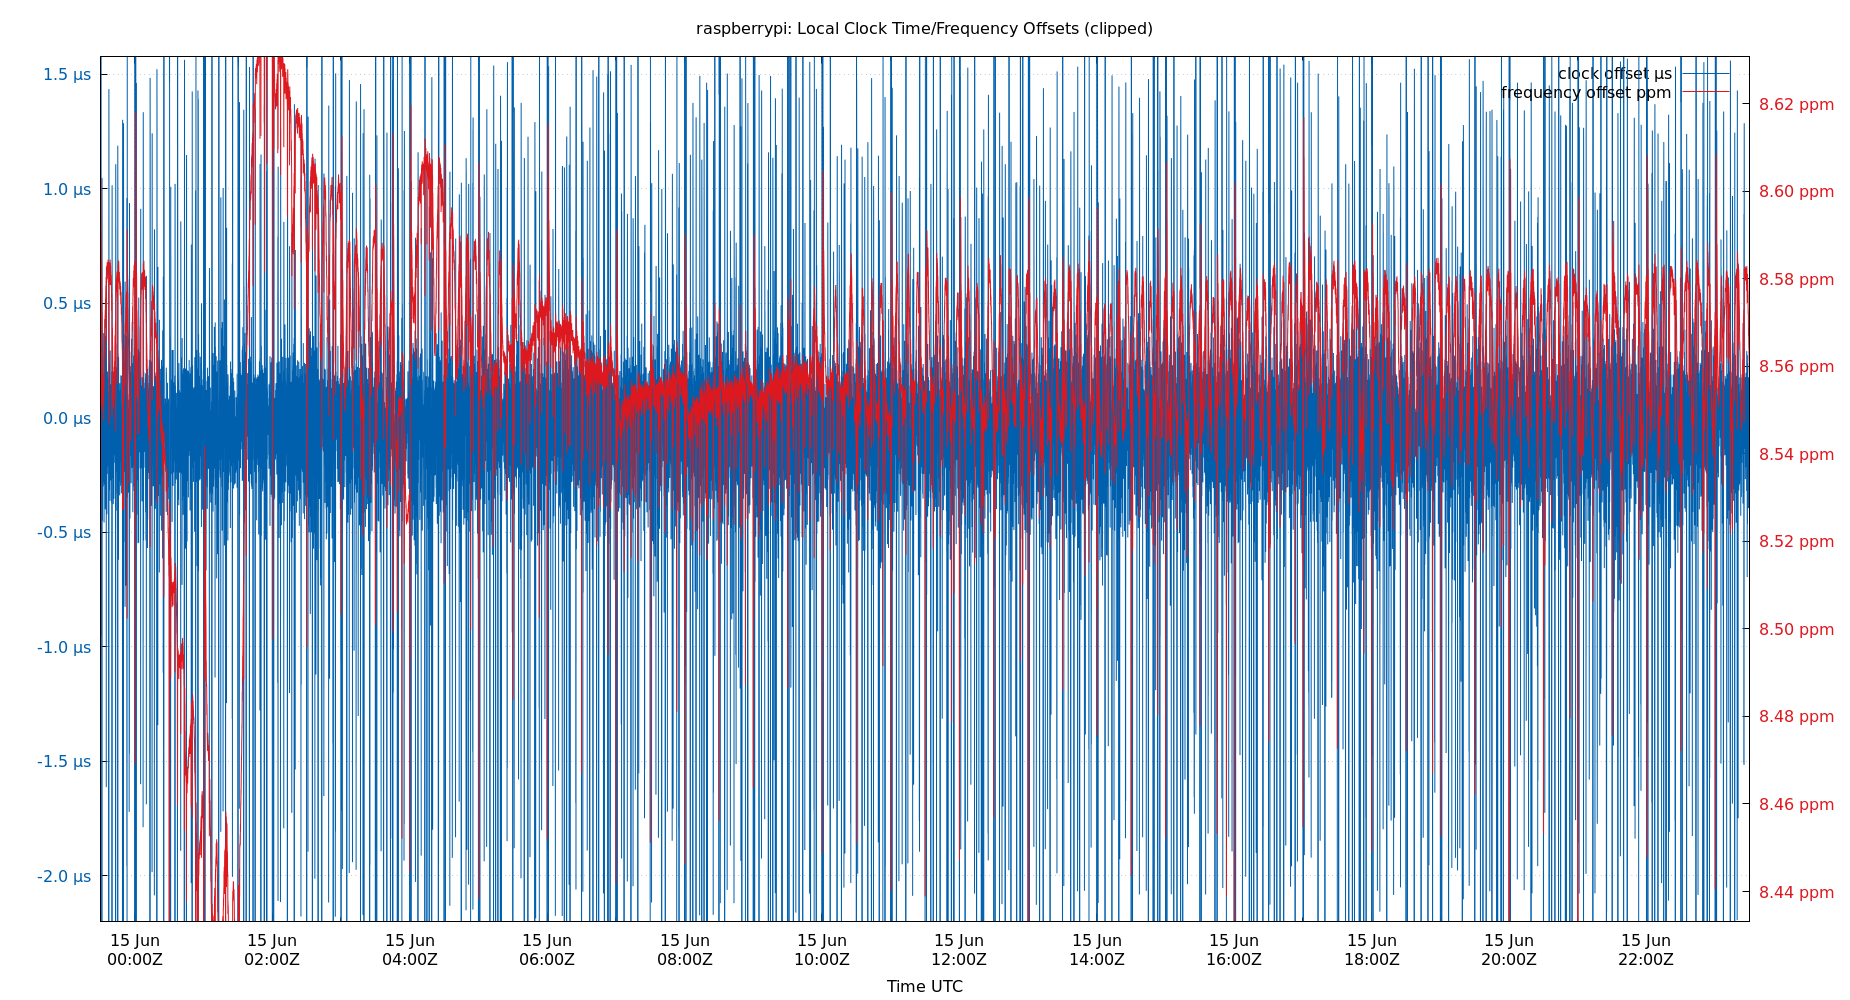 raspberrypi: Local Clock Time/Frequency Offsets (clipped)
clock offset µs
frequency offset ppm
1.5 µs
1.0 µs
0.5 µs
0.0 µs
-0.5 µs
-1.0 µs
-1.5 µs
-2.0 µs
8.62 ppm
8.60 ppm
8.58 ppm
8.56 ppm
8.54 ppm
8.52 ppm
8.50 ppm
8.48 ppm
8.46 ppm
8.44 ppm
15 Jun 15 Jun 15 Jun 15 Jun 15 Jun 15 Jun 15 Jun 15 Jun 15 Jun 15 Jun 15 Jun 15 Jun
00:00Z 02:00Z 04:00Z 06:00Z 08:00Z 10:00Z 12:00Z 14:00Z 16:00Z 18:00Z 20:00Z 22:00Z
Time UTC